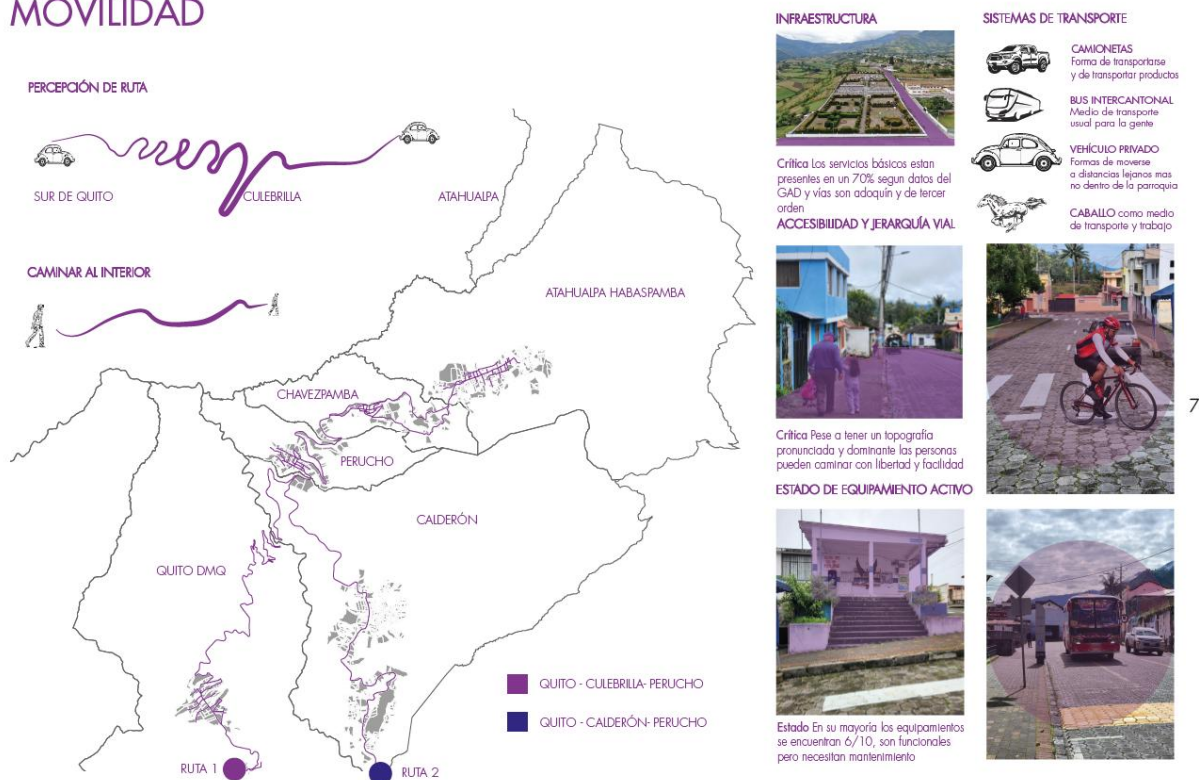 MOVILIDAD
PERCEPCIÓN DE RUTA
SUR DE QUITO
CULEBRILLA
ATAHUALPA
CAMINAR AL INTERIOR
ATAHUALPA HABASPAMBA
CHAVEZPAMBA
PERUCHO
CALDERÓN
QUITO DMQ
QUITO - CULEBRILLA- PERUCHO
QUITO - CALDERÓN- PERUCHO
RUTA 1
RUTA 2
INFRAESTRUCTURA
Crítica Los servicios básicos estan
presentes en un 70% segun datos del
GAD y vías son adoquín y de tercer
orden
ACCESIBILIDAD Y JERARQUÍA VIAL
Crítica Pese a tener un topografía
pronunciada y dominante las personas
pueden caminar con libertad y facilidad
ESTADO DE EQUIPAMIENTO ACTIVO
Estado En su mayoría los equipamientos
se encuentran 6/10, son funcionales
pero necesitan mantenimiento
SISTEMAS DE TRANSPORTE
CAMIONETAS
Forma de transportarse
y de transportar productos
BUS INTERCANTONAL
Medio de transporte
usual para la gente
VEHÍCULO PRIVADO
Formas de moverse
a distancias lejanos mas
no dentro de la parroquia
CABALLO como medio
de transporte y trabajo
7